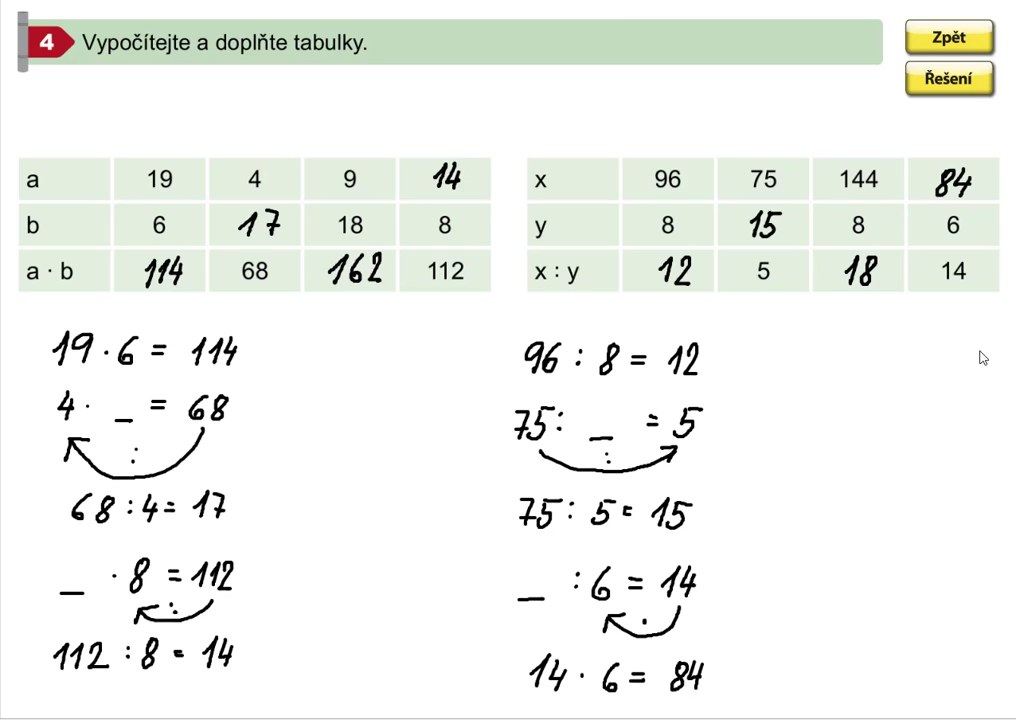 4 Vypočítejte a doplňte tabulky.
Zpět
Řešení
a 19 4 9 14
b 6 17 18 8
a · b 114 68 162 112
x 96 75 144 84
y 8 15 8 6
x : y 12 5 18 14
19 · 6 = 114
4 · _ = 68
:
68 : 4 = 17
_ · 8 = 112
:
112 : 8 = 14
96 : 8 = 12
75 : _ = 5
:
75 : 5 = 15
_ : 6 = 14
·
14 · 6 = 84